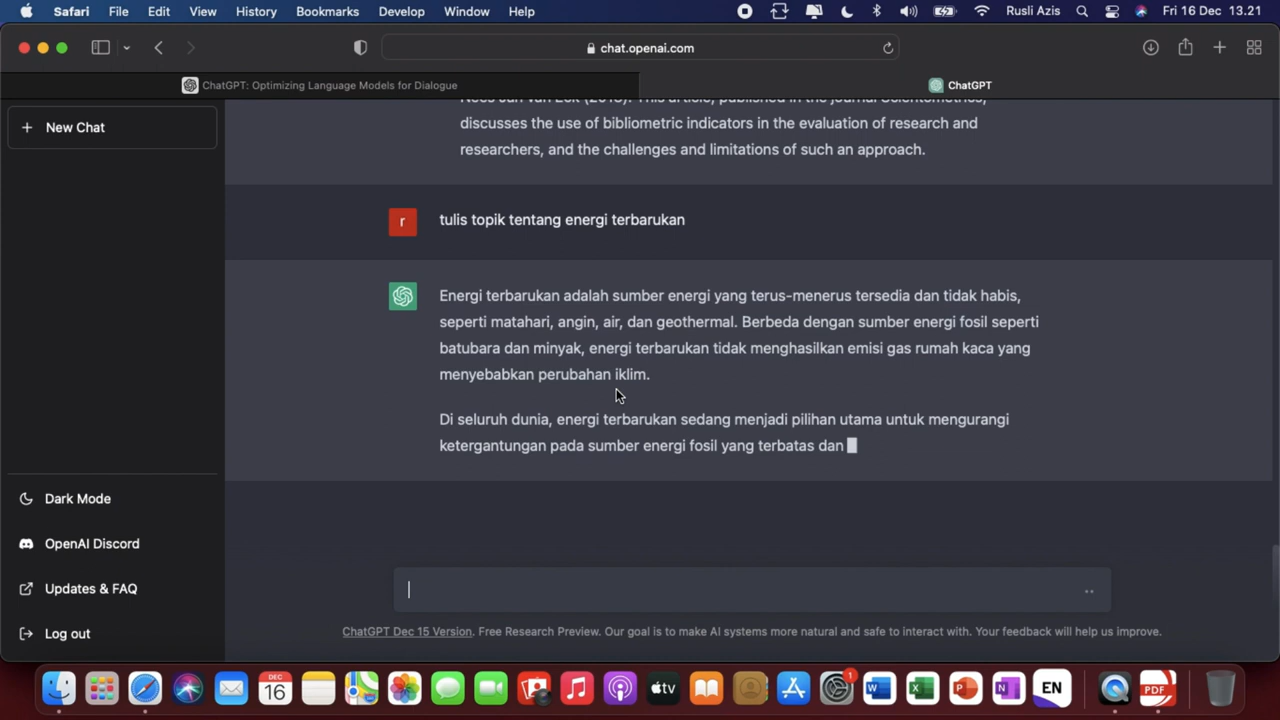 Safari File Edit View History Bookmarks Develop Window Help Rusli Azis Fri 16 Dec 13.21
chat.openai.com
ChatGPT: Optimizing Language Models for Dialogue
ChatGPT
New Chat
discusses the use of bibliometric indicators in the evaluation of research and
researchers, and the challenges and limitations of such an approach.
r
tulis topik tentang energi terbarukan
Energi terbarukan adalah sumber energi yang terus-menerus tersedia dan tidak habis,
seperti matahari, angin, air, dan geothermal. Berbeda dengan sumber energi fosil seperti
batubara dan minyak, energi terbarukan tidak menghasilkan emisi gas rumah kaca yang
menyebabkan perubahan iklim.
Di seluruh dunia, energi terbarukan sedang menjadi pilihan utama untuk mengurangi
ketergantungan pada sumber energi fosil yang terbatas dan
Dark Mode
OpenAI Discord
Updates & FAQ
Log out
ChatGPT Dec 15 Version. Free Research Preview. Our goal is to make AI systems more natural and safe to interact with. Your feedback will help us improve.
DEC
16
tv
1
W
X
P
N
EN
PDF